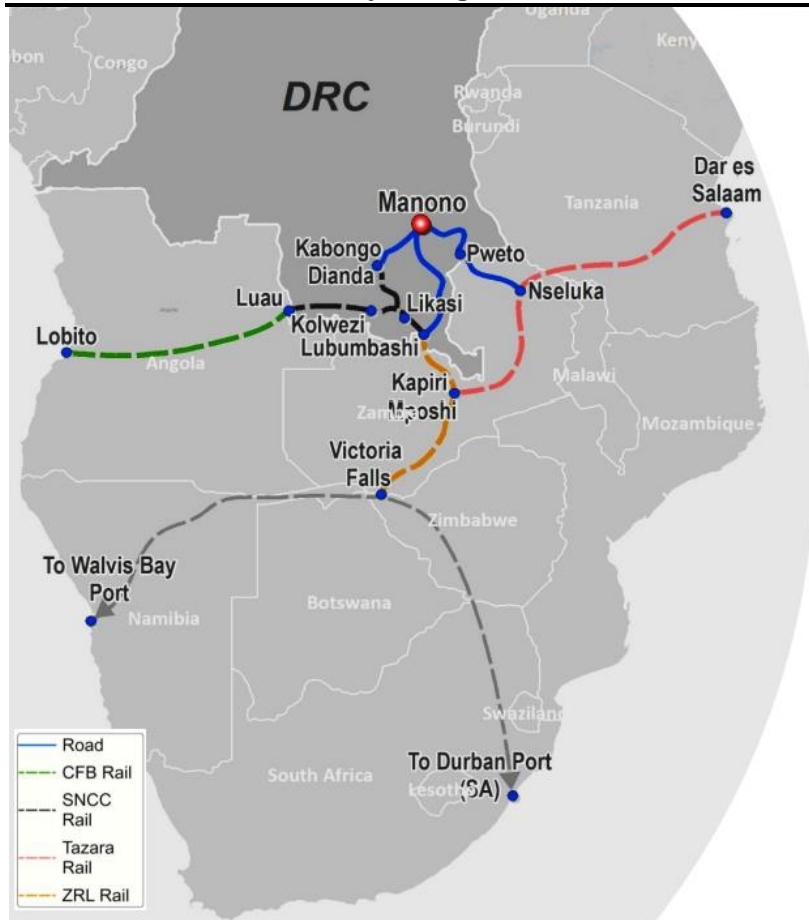 Uganda
Kenya
Congo
DRC
Rwanda
Burundi
Dar es
Salaam
Tanzania
Manono
Kabongo
Dianda
Pweto
Luau
Likasi
Nseluka
Kolwezi
Lobito
Lubumbashi
Angola
Kapiri
Mposhi
Malawi
Mozambique
Victoria
Falls
Zimbabwe
To Walvis Bay
Port
Namibia
Botswana
Swaziland
South Africa
To Durban Port
(SA)
Lesotho
Road
CFB Rail
SNCC
Rail
Tazara
Rail
ZRL Rail